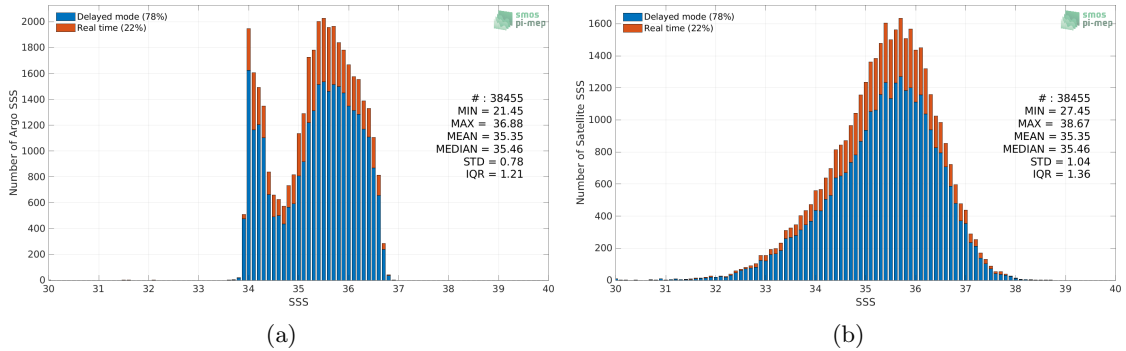 Delayed mode (78%)
Real time (22%)
smos
pi-mep
# : 38455
MIN = 21.45
MAX = 36.88
MEAN = 35.35
MEDIAN = 35.46
STD = 0.78
IQR = 1.21
Number of Argo SSS
0
200
400
600
800
1000
1200
1400
1600
1800
2000
30 31 32 33 34 35 36 37 38 39 40
SSS
(a)
Delayed mode (78%)
Real time (22%)
smos
pi-mep
# : 38455
MIN = 27.45
MAX = 38.67
MEAN = 35.35
MEDIAN = 35.46
STD = 1.04
IQR = 1.36
Number of Satellite SSS
0
200
400
600
800
1000
1200
1400
1600
30 31 32 33 34 35 36 37 38 39 40
SSS
(b)